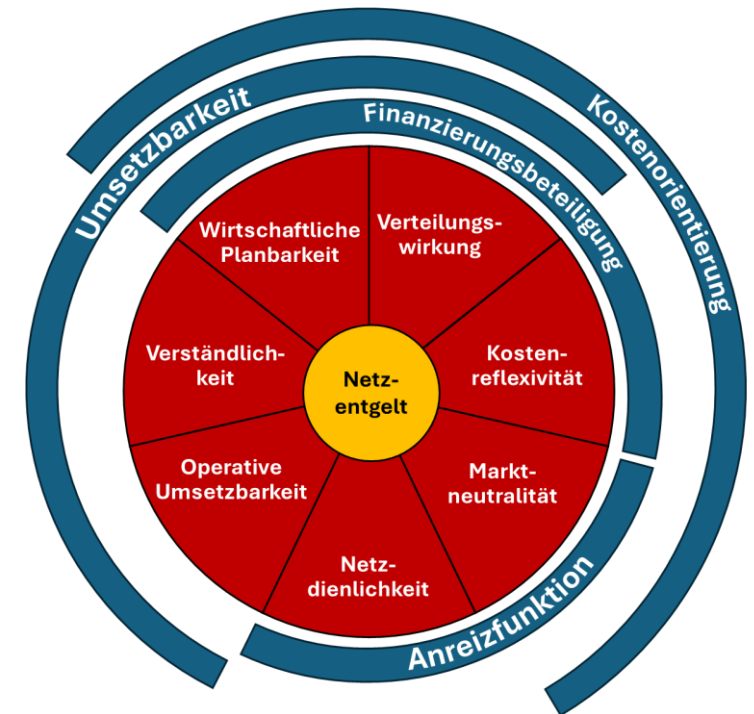 Kostenorientierung
Umsetzbarkeit
Finanzierungsbeteiligung
Wirtschaftliche
Planbarkeit
Verteilungs-
wirkung
Verständlich-
keit
Netz-
entgelt
Kosten-
reflexivität
Operative
Umsetzbarkeit
Markt-
neutralität
Netz-
dienlichkeit
Anreizfunktion